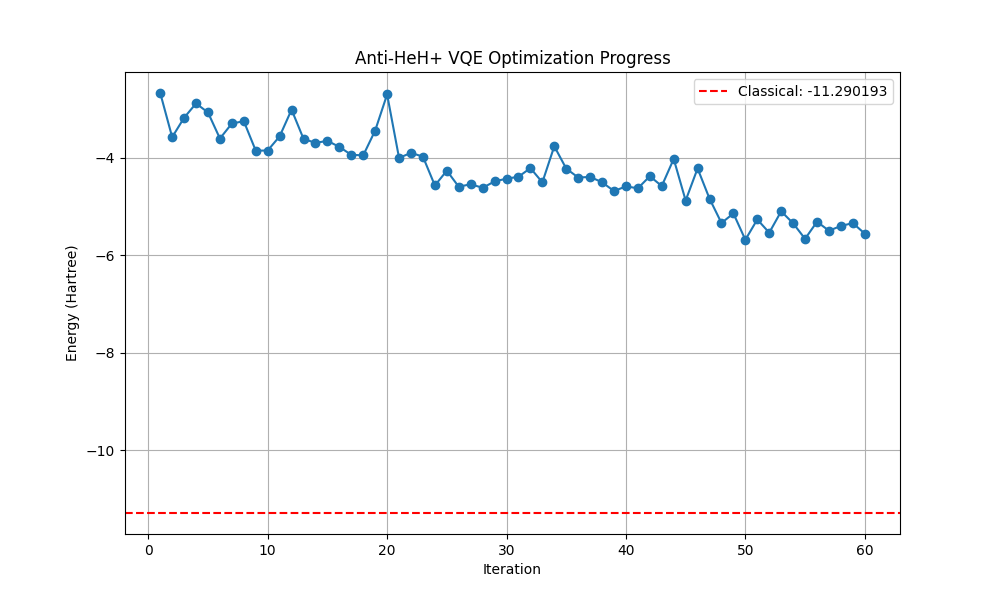 Anti-HeH+ VQE Optimization Progress
Classical: -11.290193
Energy (Hartree)
−4
−6
−8
−10
0 10 20 30 40 50 60
Iteration